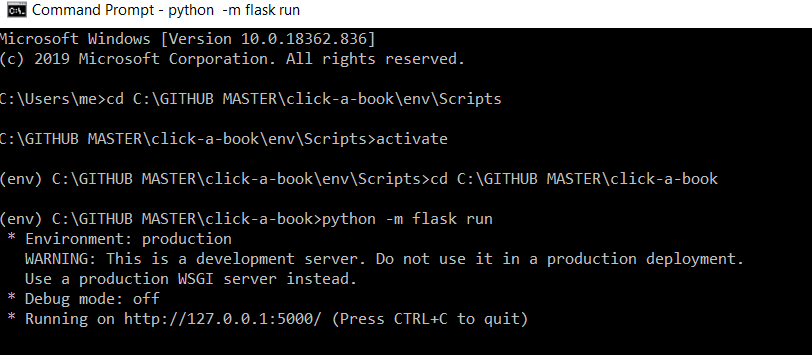 Command Prompt - python -m flask run
Microsoft Windows [Version 10.0.18362.836]
(c) 2019 Microsoft Corporation. All rights reserved.
C:\Users\me>cd C:\GITHUB MASTER\click-a-book\env\Scripts
C:\GITHUB MASTER\click-a-book\env\Scripts>activate
(env) C:\GITHUB MASTER\click-a-book\env\Scripts>cd C:\GITHUB MASTER\click-a-book
(env) C:\GITHUB MASTER\click-a-book>python -m flask run
* Environment: production
WARNING: This is a development server. Do not use it in a production deployment.
Use a production WSGI server instead.
* Debug mode: off
* Running on http://127.0.0.1:5000/ (Press CTRL+C to quit)